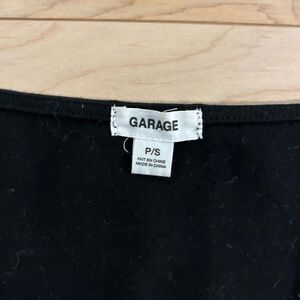 GARAGE
P/S
FAIT EN CHINE
MADE IN CHINA